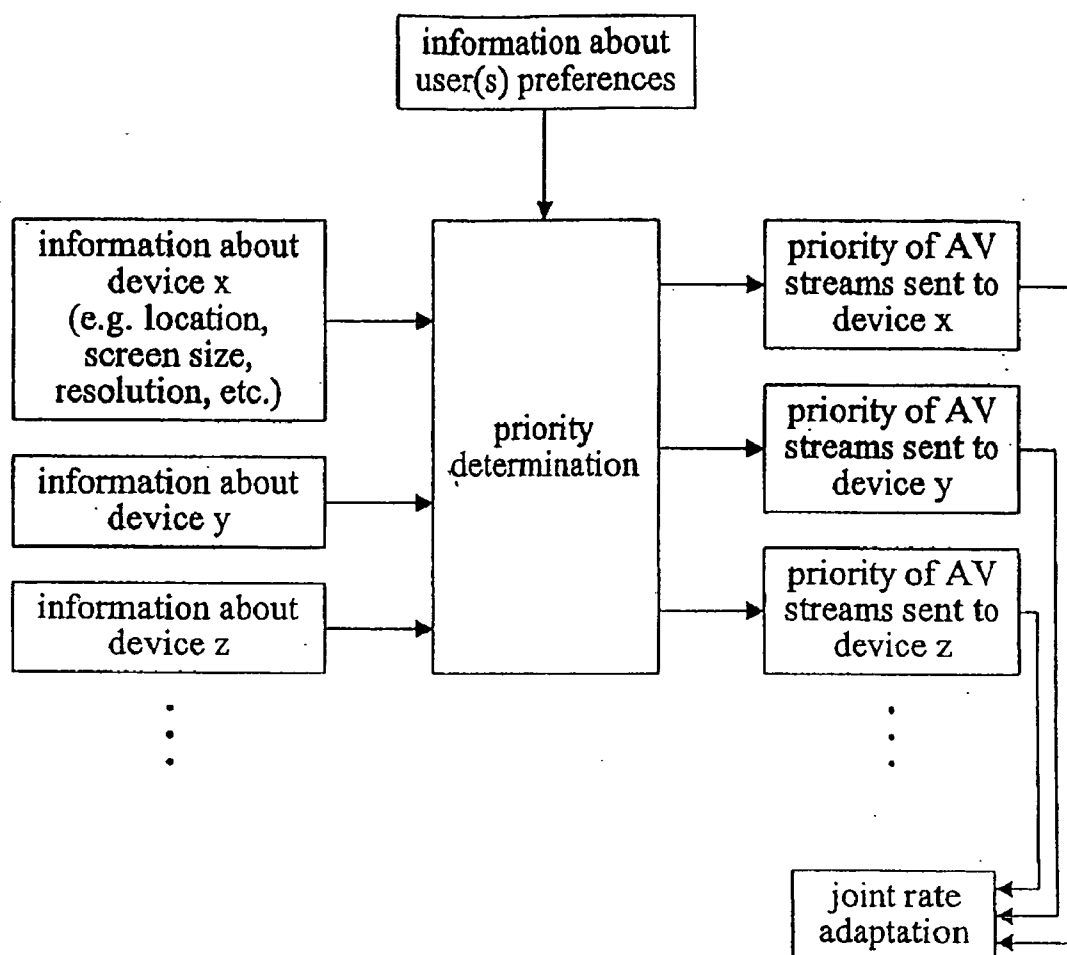 information about
user(s) preferences
information about
device x
(e.g. location,
screen size,
resolution, etc.)
information about
device y
information about
device z
priority
determination
priority of AV
streams sent to
device x
priority of AV
streams sent to
device y
priority of AV
streams sent to
device z
joint rate
adaptation